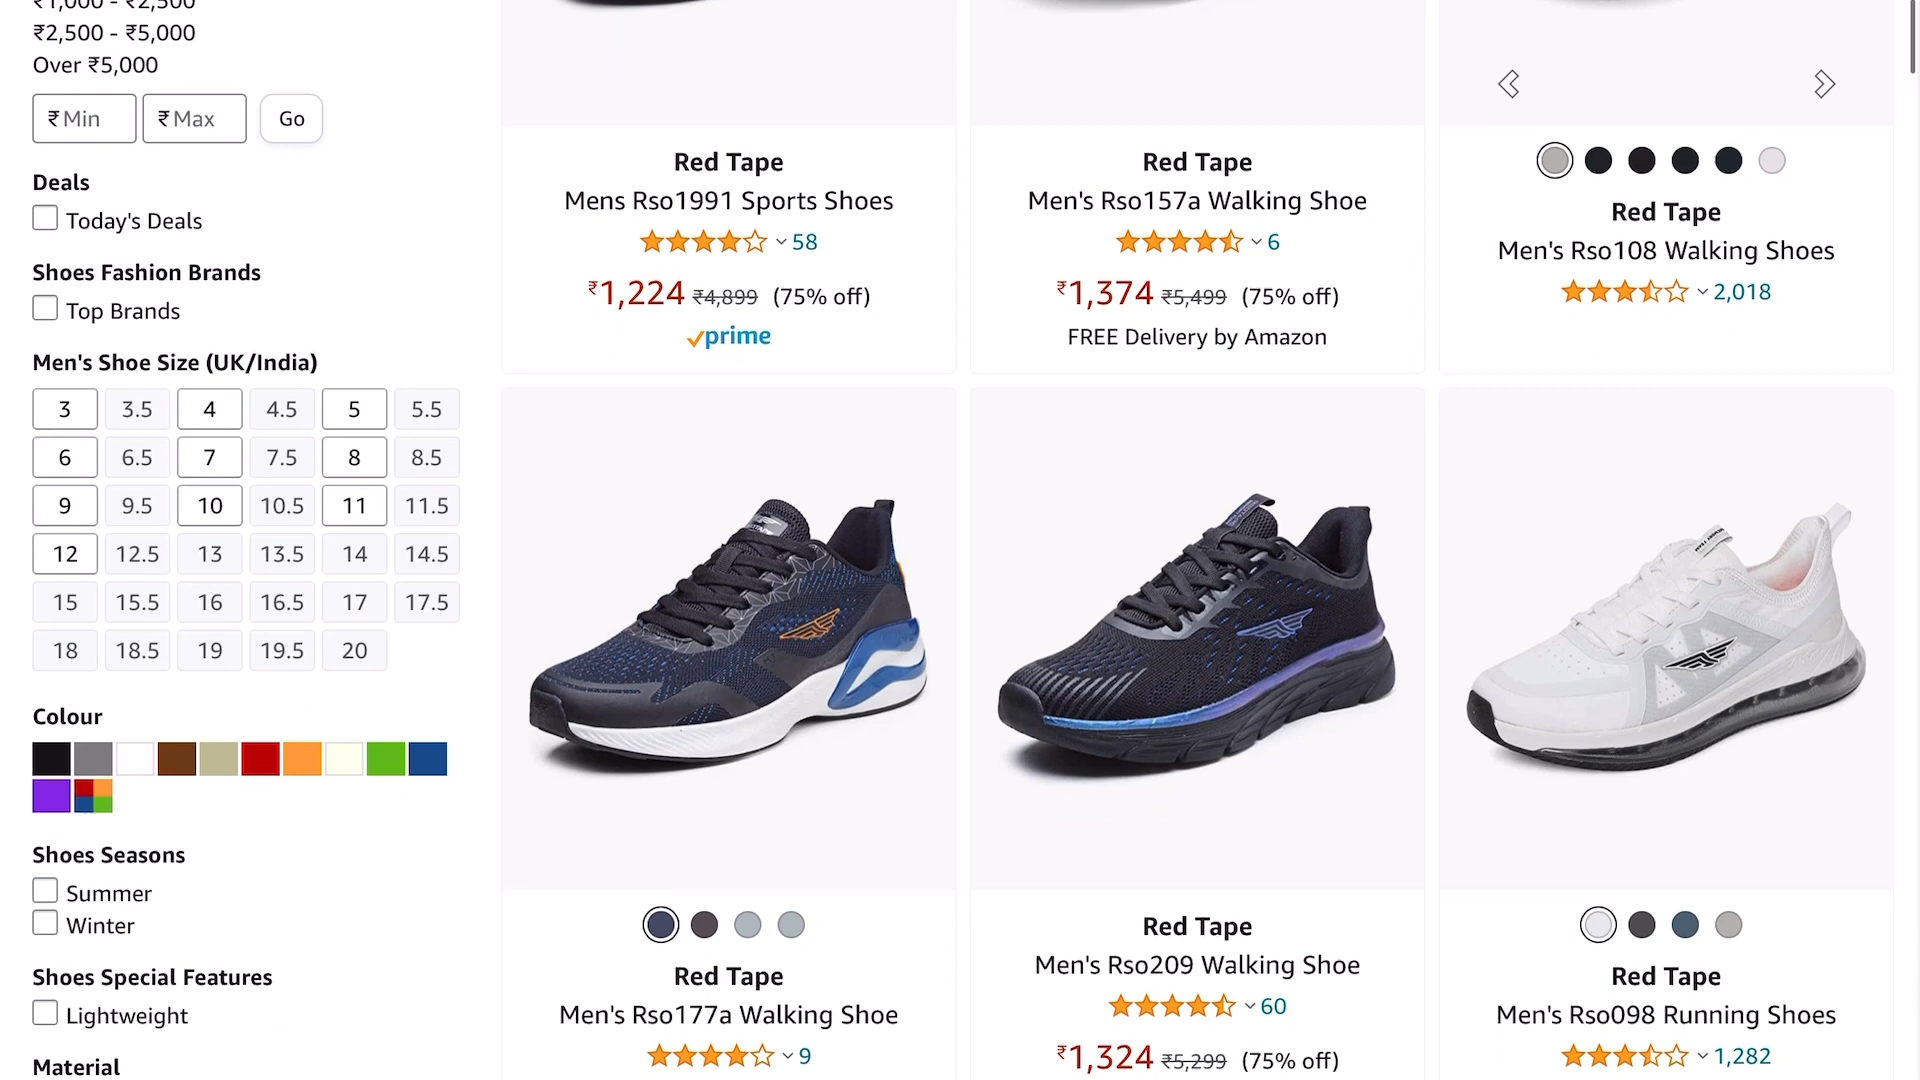 ₹1,000 - ₹2,500
₹2,500 - ₹5,000
Over ₹5,000
₹ Min ₹ Max Go
Deals
Today's Deals
Shoes Fashion Brands
Top Brands
Men's Shoe Size (UK/India)
3 3.5 4 4.5 5 5.5
6 6.5 7 7.5 8 8.5
9 9.5 10 10.5 11 11.5
12 12.5 13 13.5 14 14.5
15 15.5 16 16.5 17 17.5
18 18.5 19 19.5 20
Colour
Shoes Seasons
Summer
Winter
Shoes Special Features
Lightweight
Material
Red Tape
Mens Rso1991 Sports Shoes
58
₹1,224 ₹4,899 (75% off)
prime
Red Tape
Men's Rso157a Walking Shoe
6
₹1,374 ₹5,499 (75% off)
FREE Delivery by Amazon
Red Tape
Men's Rso108 Walking Shoes
2,018
Red Tape
Men's Rso177a Walking Shoe
9
Red Tape
Men's Rso209 Walking Shoe
60
₹1,324 ₹5,299 (75% off)
Red Tape
Men's Rso098 Running Shoes
1,282